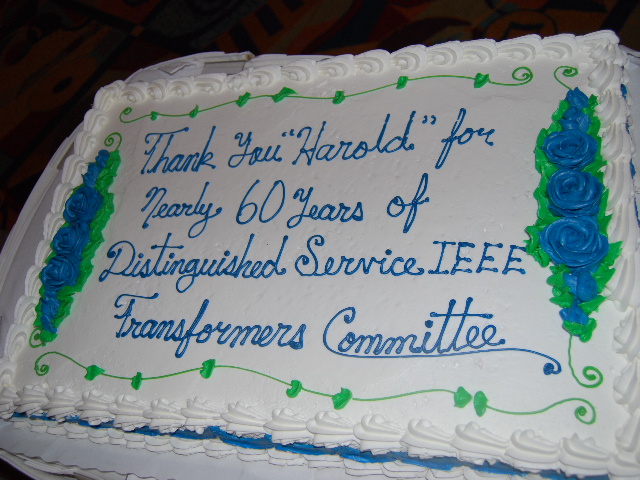 Thank You "Harold" for
Nearly 60 Years of
Distinguished Service IEEE
Transformers Committee